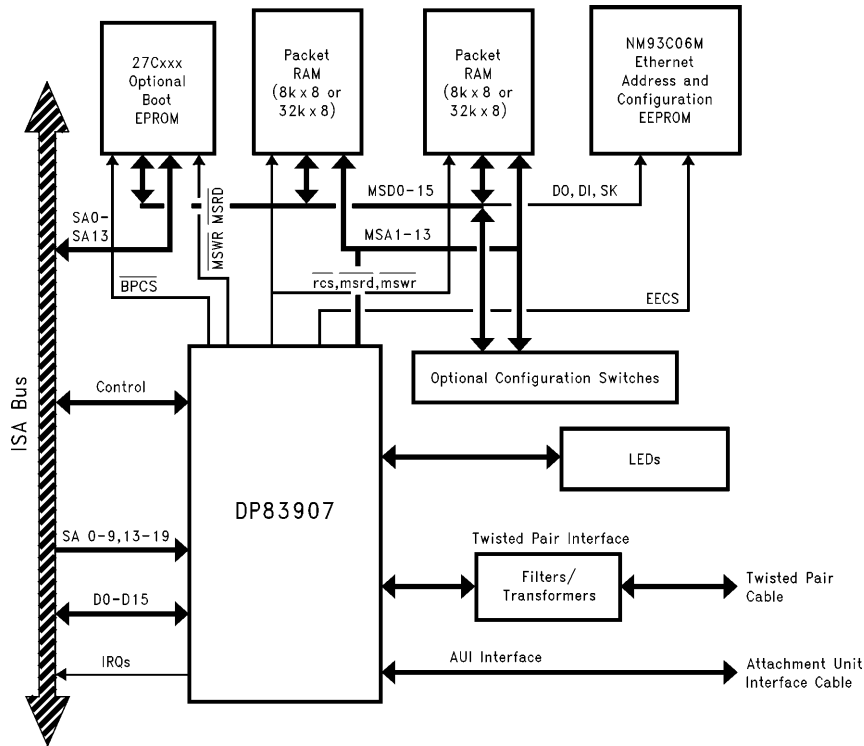 27Cxxx
Optional
Boot
EPROM
Packet
RAM
(8k x 8 or
32k x 8)
Packet
RAM
(8k x 8 or
32k x 8)
NM93C06M
Ethernet
Address and
Configuration
EEPROM
SA0-
SA13
MSWR MSRD
MSD0-15
DO, DI, SK
MSA1-13
BPCS
rcs,msrd,mswr
EECS
Optional Configuration Switches
ISA Bus
Control
LEDs
DP83907
SA 0-9,13-19
Twisted Pair Interface
Filters/
Transformers
Twisted Pair
Cable
D0-D15
IRQs
AUI Interface
Attachment Unit
Interface Cable